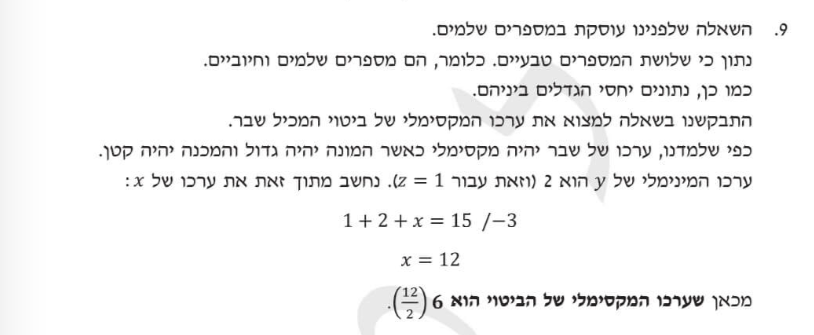 9. השאלה שלפנינו עוסקת במספרים שלמים.
נתון כי שלושת המספרים טבעיים. כלומר, הם מספרים שלמים וחיוביים.
כמו כן, נתונים יחסי הגדלים ביניהם.
התבקשנו בשאלה למצוא את ערכו המקסימלי של ביטוי המכיל שבר.
כפי שלמדנו, ערכו של שבר יהיה מקסימלי כאשר המונה יהיה גדול והמכנה יהיה קטן.
ערכו המינימלי של y הוא 2 (וזאת עבור z = 1). נחשב מתוך זאת את ערכו של x:
1 + 2 + x = 15 /−3
x = 12
מכאן שערכו המקסימלי של הביטוי הוא 6 (12/2).